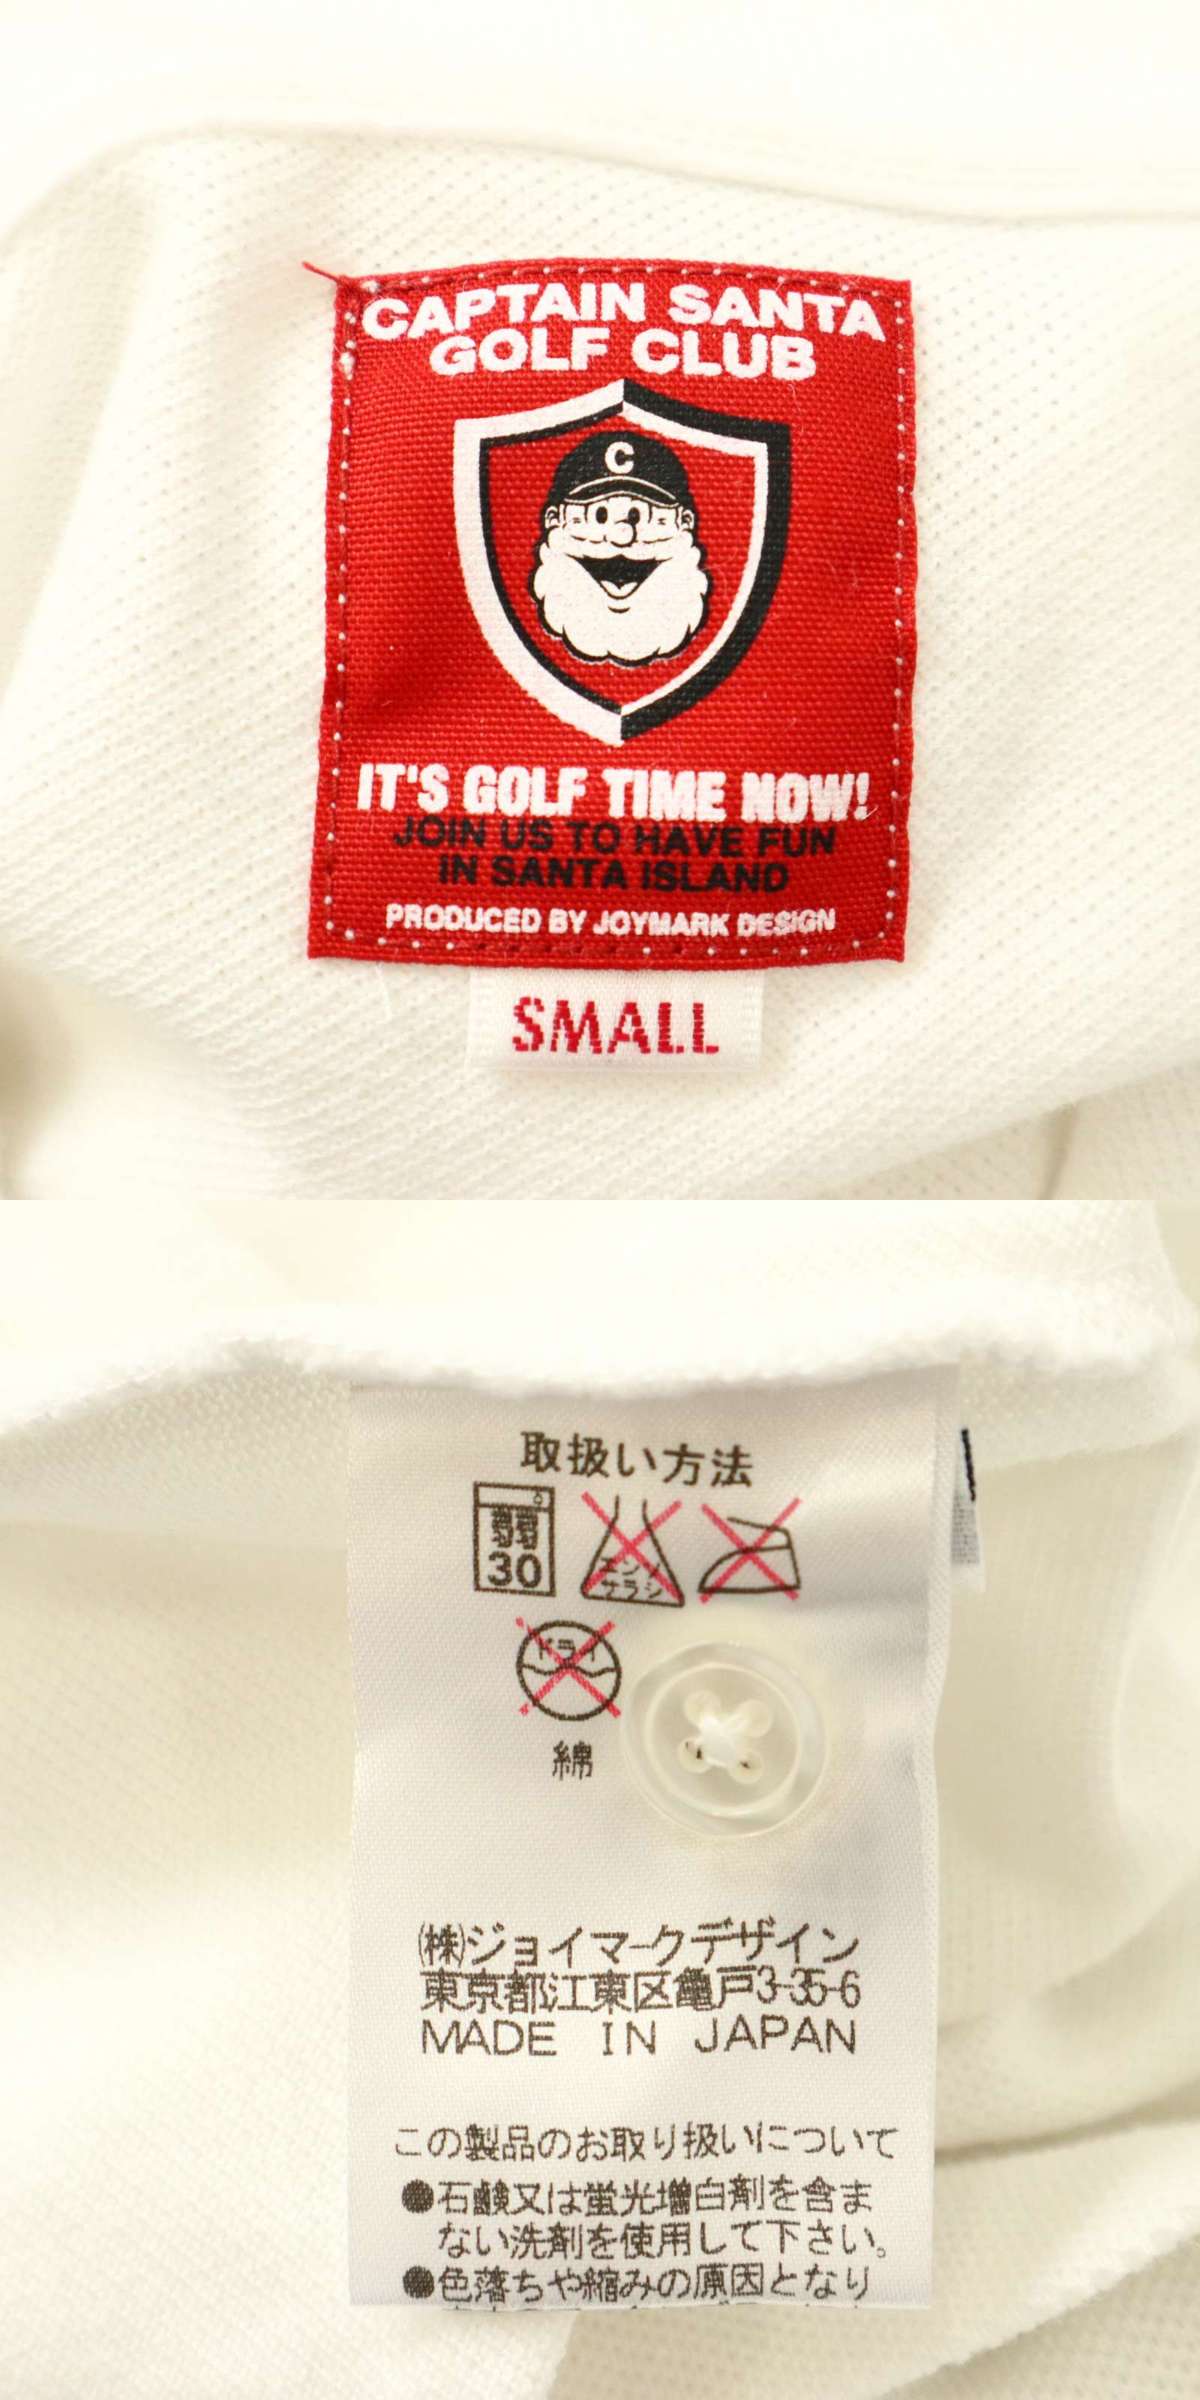 CAPTAIN SANTA
GOLF CLUB
C
IT'S GOLF TIME NOW!
JOIN US TO HAVE FUN
IN SANTA ISLAND
PRODUCED BY JOYMARK DESIGN
SMALL
取扱い方法
弱
30
エンソ
サラシ
ドライ
綿
㈱ジョイマークデザイン
東京都江東区亀戸3-35-6
MADE IN JAPAN
この製品のお取り扱いについて
●石鹸又は蛍光増白剤を含ま
ない洗剤を使用して下さい。
●色落ちや縮みの原因となり